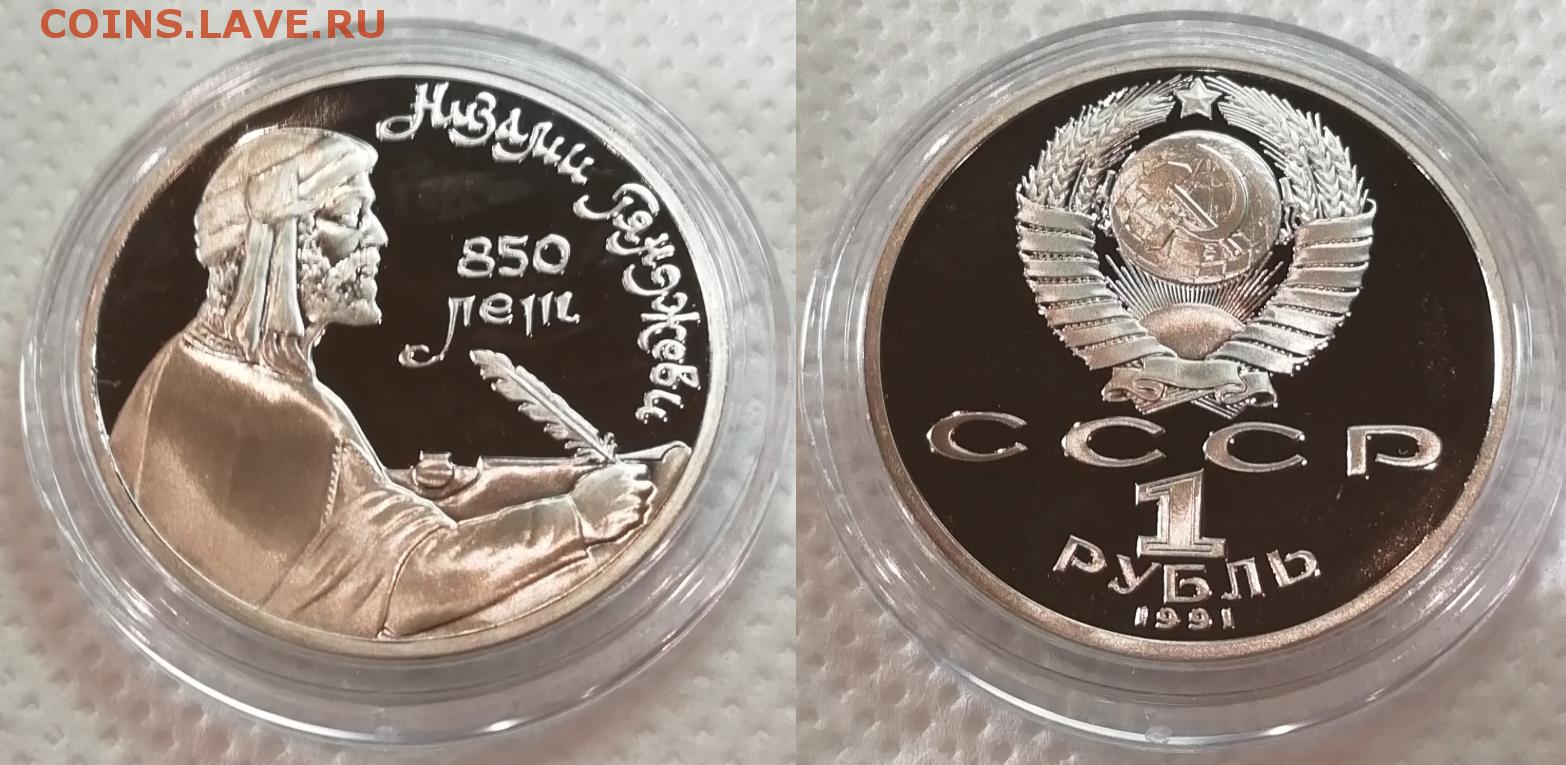 COINS.LAVE.RU
Низами Гянджеви
850
лет
СССР
1
РУБЛЬ
1991